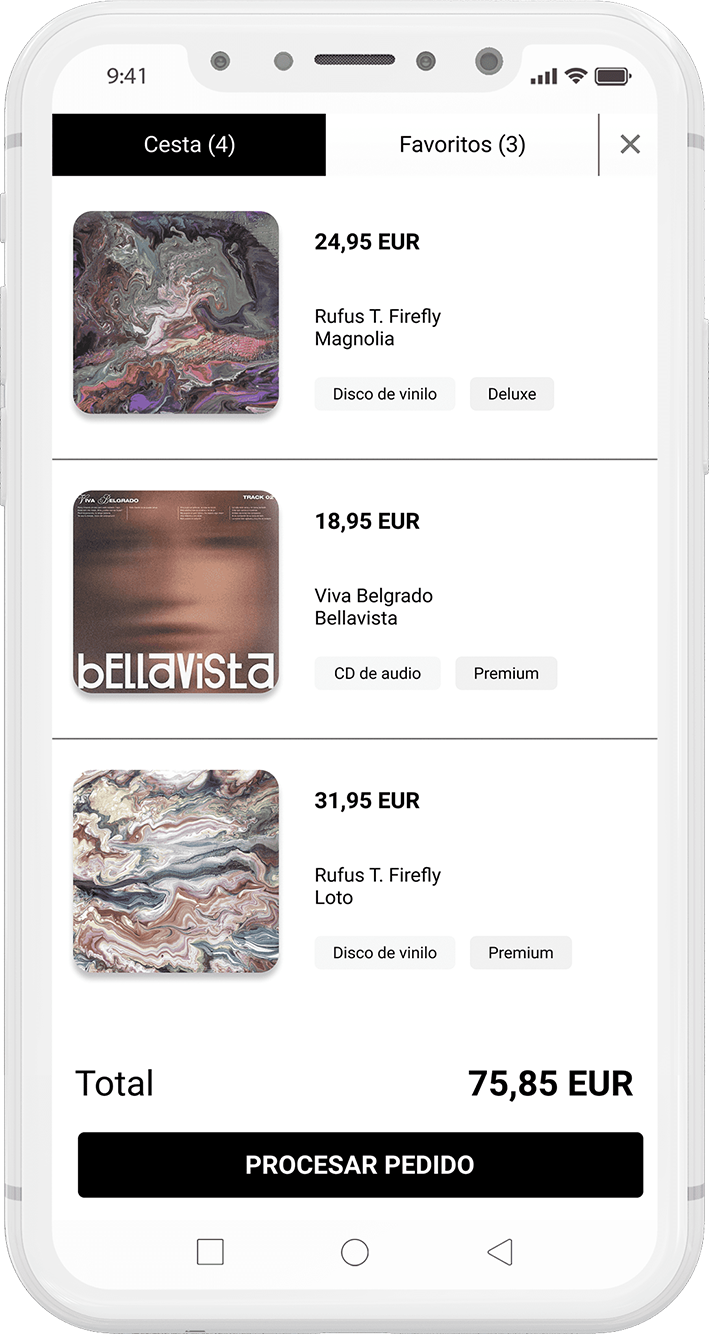 9:41
Cesta (4)
Favoritos (3)
24,95 EUR
Rufus T. Firefly
Magnolia
Disco de vinilo
Deluxe
VIVA BELGRADO
TRACK 02
18,95 EUR
Viva Belgrado
Bellavista
bELLaViSta
CD de audio
Premium
31,95 EUR
Rufus T. Firefly
Loto
Disco de vinilo
Premium
Total
75,85 EUR
PROCESAR PEDIDO